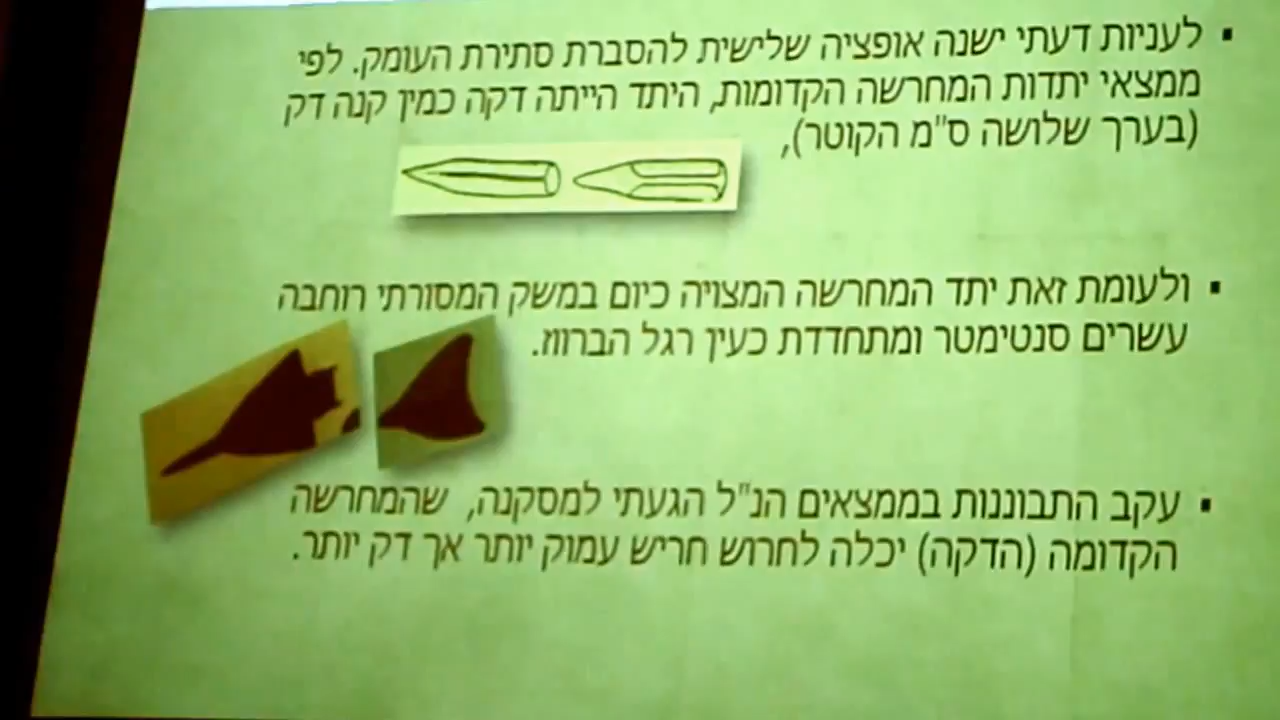 ▪ לעניות דעתי ישנה אופציה שלישית להסברת סתירת העומק. לפי
ממצאי יתדות המחרשה הקדומות, היתד הייתה דקה כמין קנה דק
(בערך שלושה ס"מ הקוטר),
▪ ולעומת זאת יתד המחרשה המצויה כיום במשק המסורתי רוחבה
עשרים סנטימטר ומתחדדת כעין רגל הברווז.
▪ עקב התבוננות בממצאים הנ"ל הגעתי למסקנה, שהמחרשה
הקדומה (הדקה) יכלה לחרוש חריש עמוק יותר אך דק יותר.